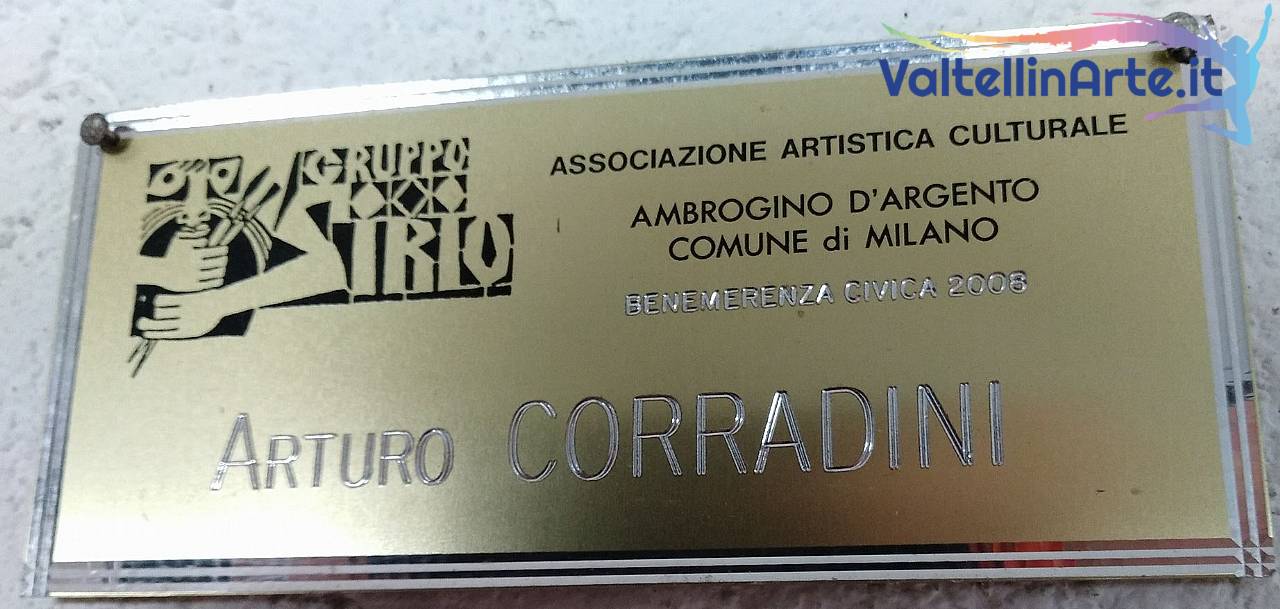 ValtellinArte.it
GRUPPO
SIRIO
ASSOCIAZIONE ARTISTICA CULTURALE
AMBROGINO D'ARGENTO
COMUNE di MILANO
BENEMERENZA CIVICA 2008
ARTURO CORRADINI